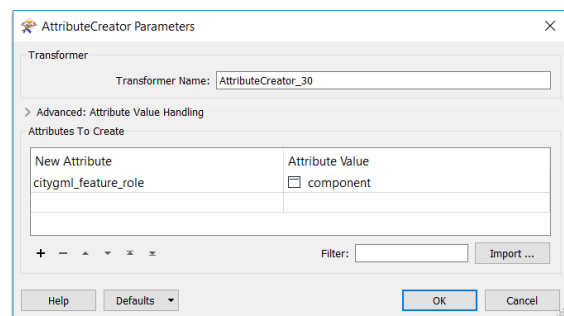 AttributeCreator Parameters
Transformer
Transformer Name: AttributeCreator_30
Advanced: Attribute Value Handling
Attributes To Create
New Attribute Attribute Value
citygml_feature_role component
Filter: Import ...
Help Defaults OK Cancel